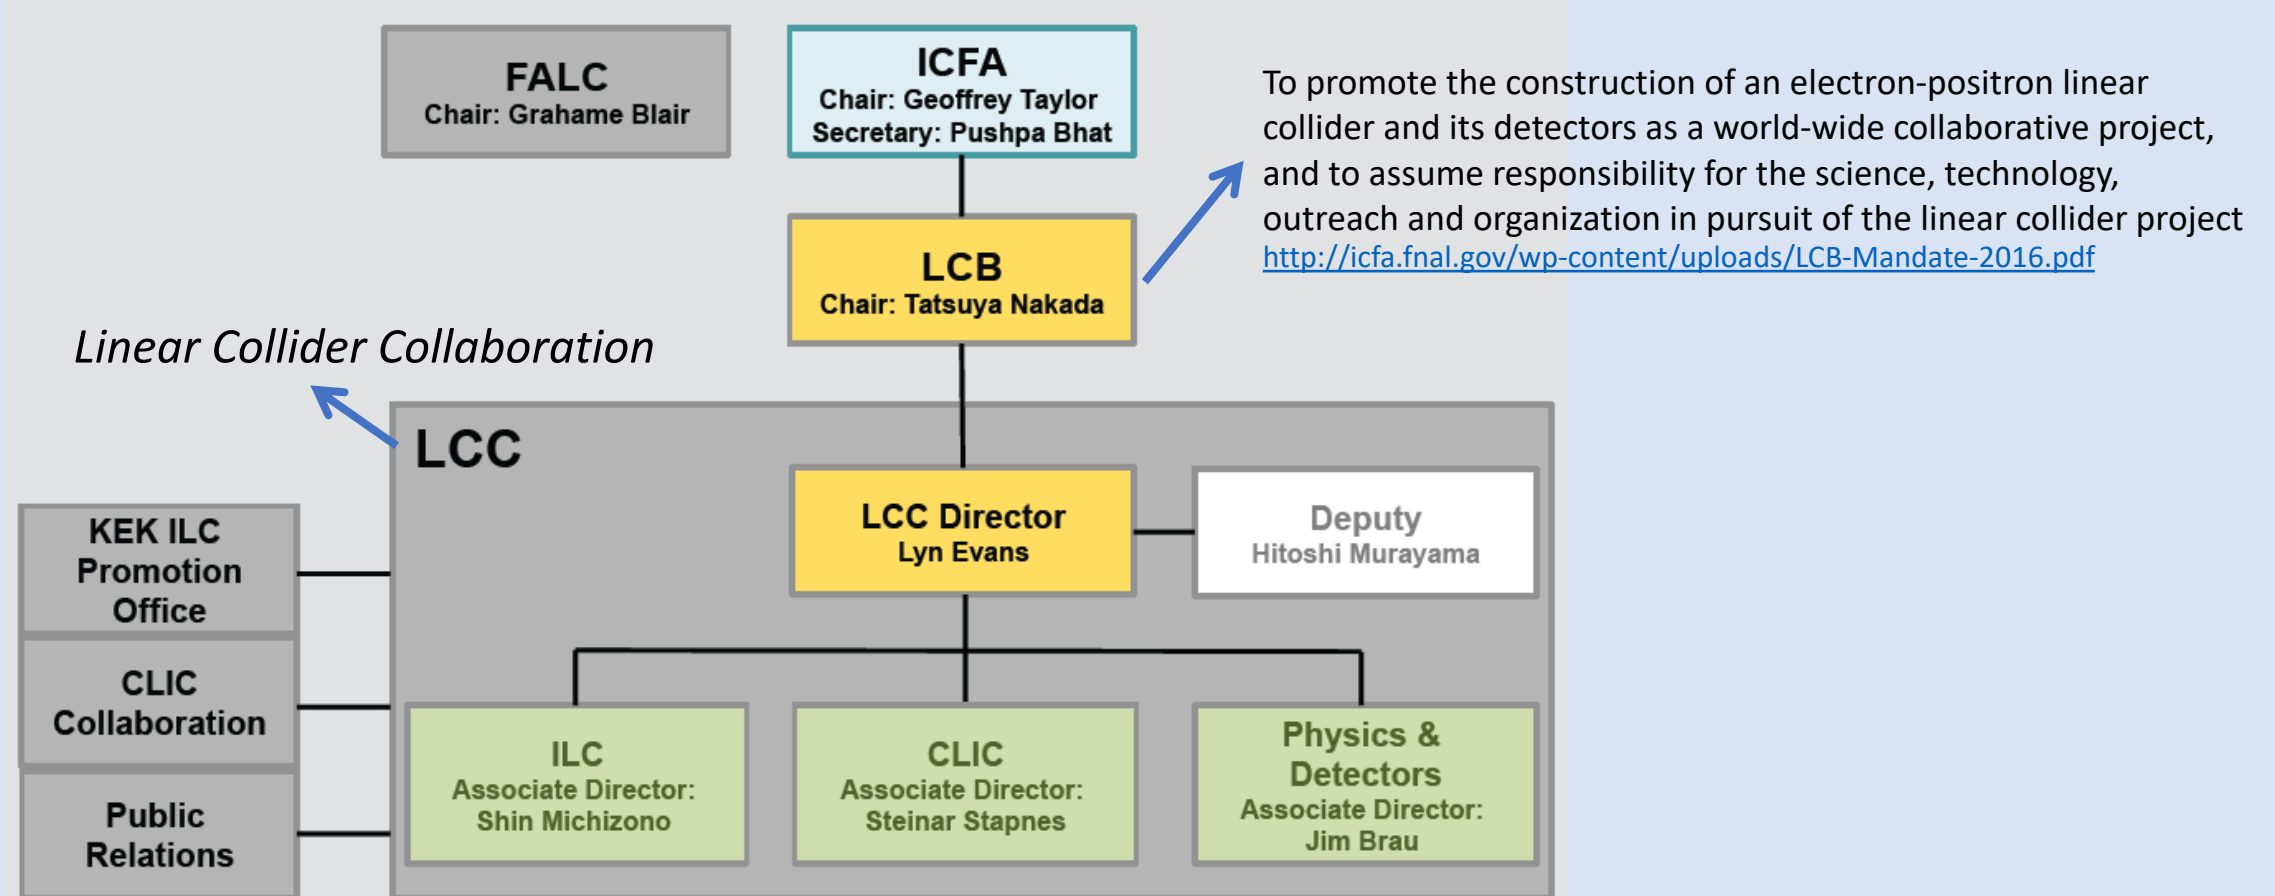 FALC
Chair: Grahame Blair
ICFA
Chair: Geoffrey Taylor
Secretary: Pushpa Bhat
To promote the construction of an electron-positron linear
collider and its detectors as a world-wide collaborative project,
and to assume responsibility for the science, technology,
outreach and organization in pursuit of the linear collider project
http://icfa.fnal.gov/wp-content/uploads/LCB-Mandate-2016.pdf
LCB
Chair: Tatsuya Nakada
Linear Collider Collaboration
LCC
LCC Director
Lyn Evans
Deputy
Hitoshi Murayama
KEK ILC
Promotion
Office
CLIC
Collaboration
Public
Relations
ILC
Associate Director:
Shin Michizono
CLIC
Associate Director:
Steinar Stapnes
Physics &
Detectors
Associate Director:
Jim Brau